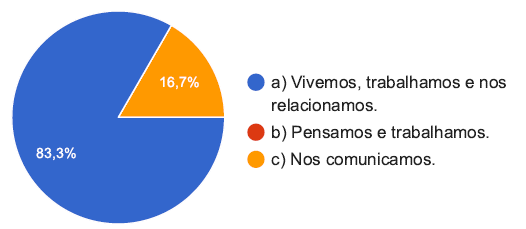 16,7%
83,3%
a) Vivemos, trabalhamos e nos
relacionamos.
b) Pensamos e trabalhamos.
c) Nos comunicamos.